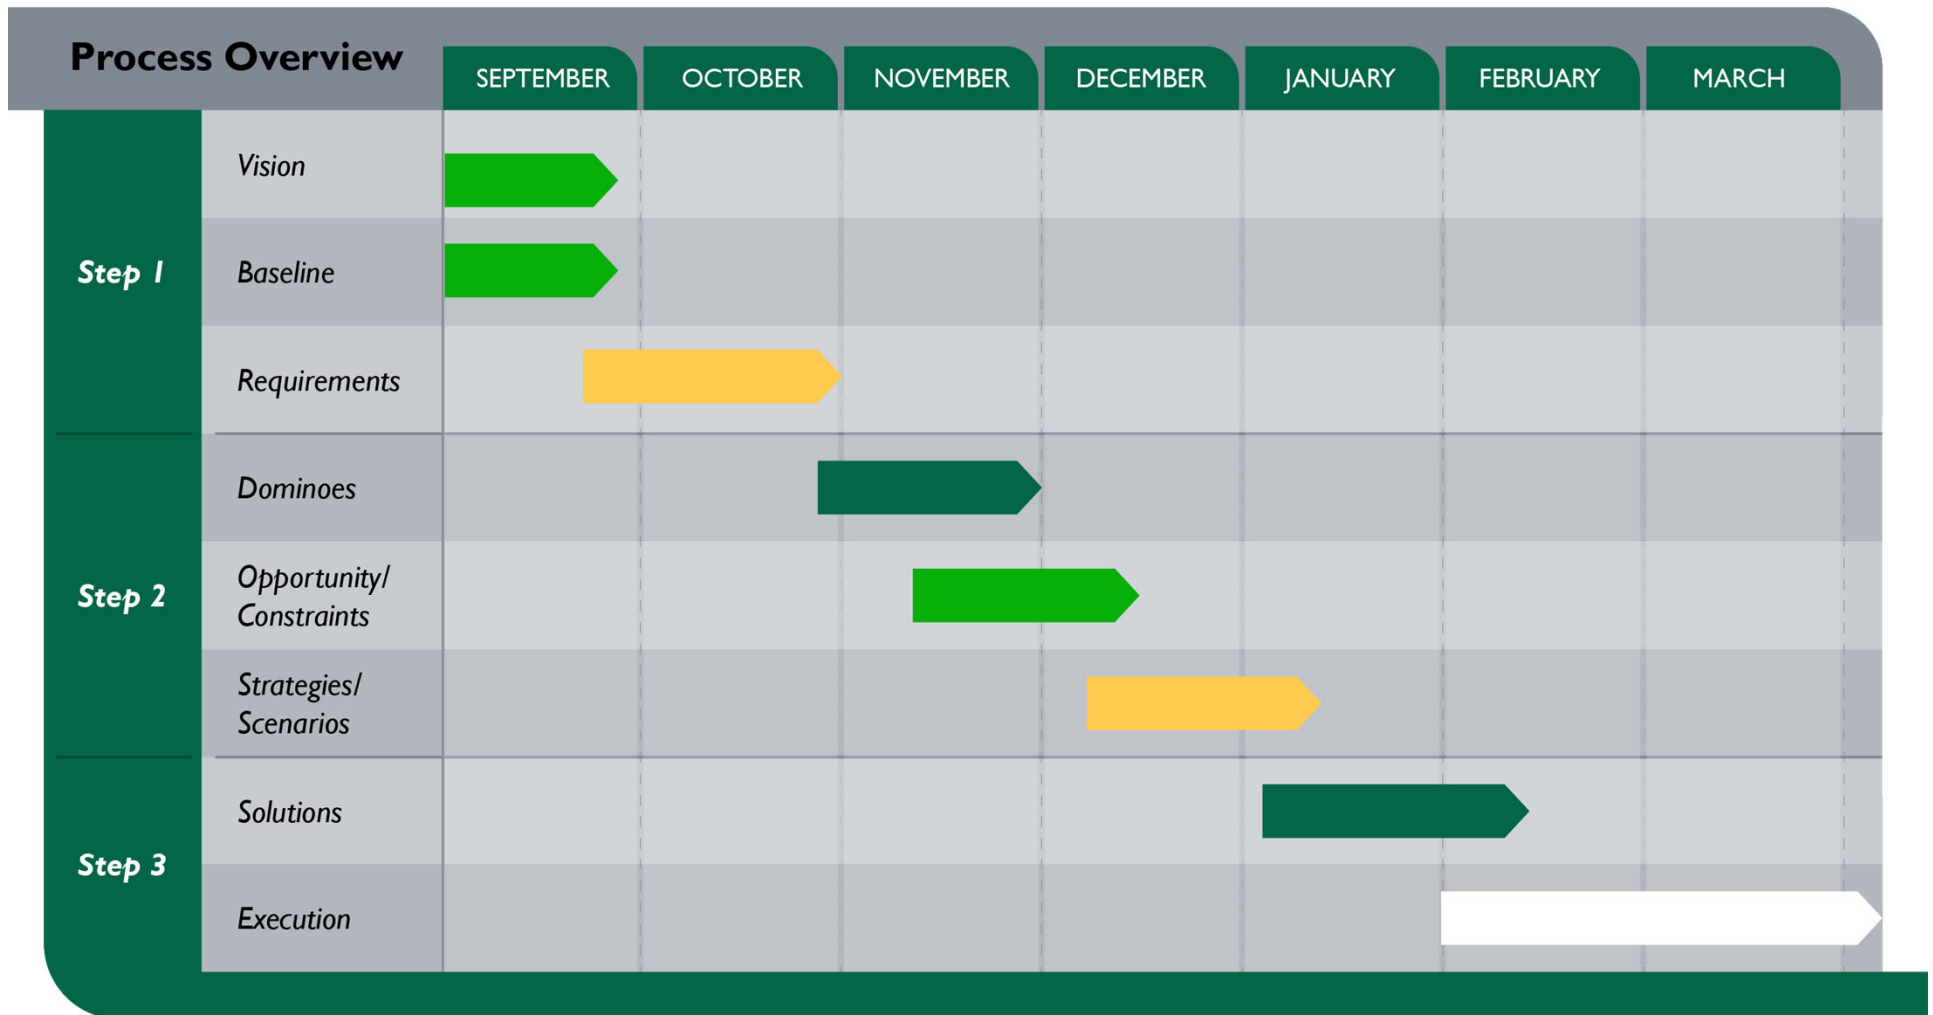 Process Overview
SEPTEMBER
OCTOBER
NOVEMBER
DECEMBER
JANUARY
FEBRUARY
MARCH
Step 1
Vision
Baseline
Requirements
Step 2
Dominoes
Opportunity/
Constraints
Strategies/
Scenarios
Step 3
Solutions
Execution